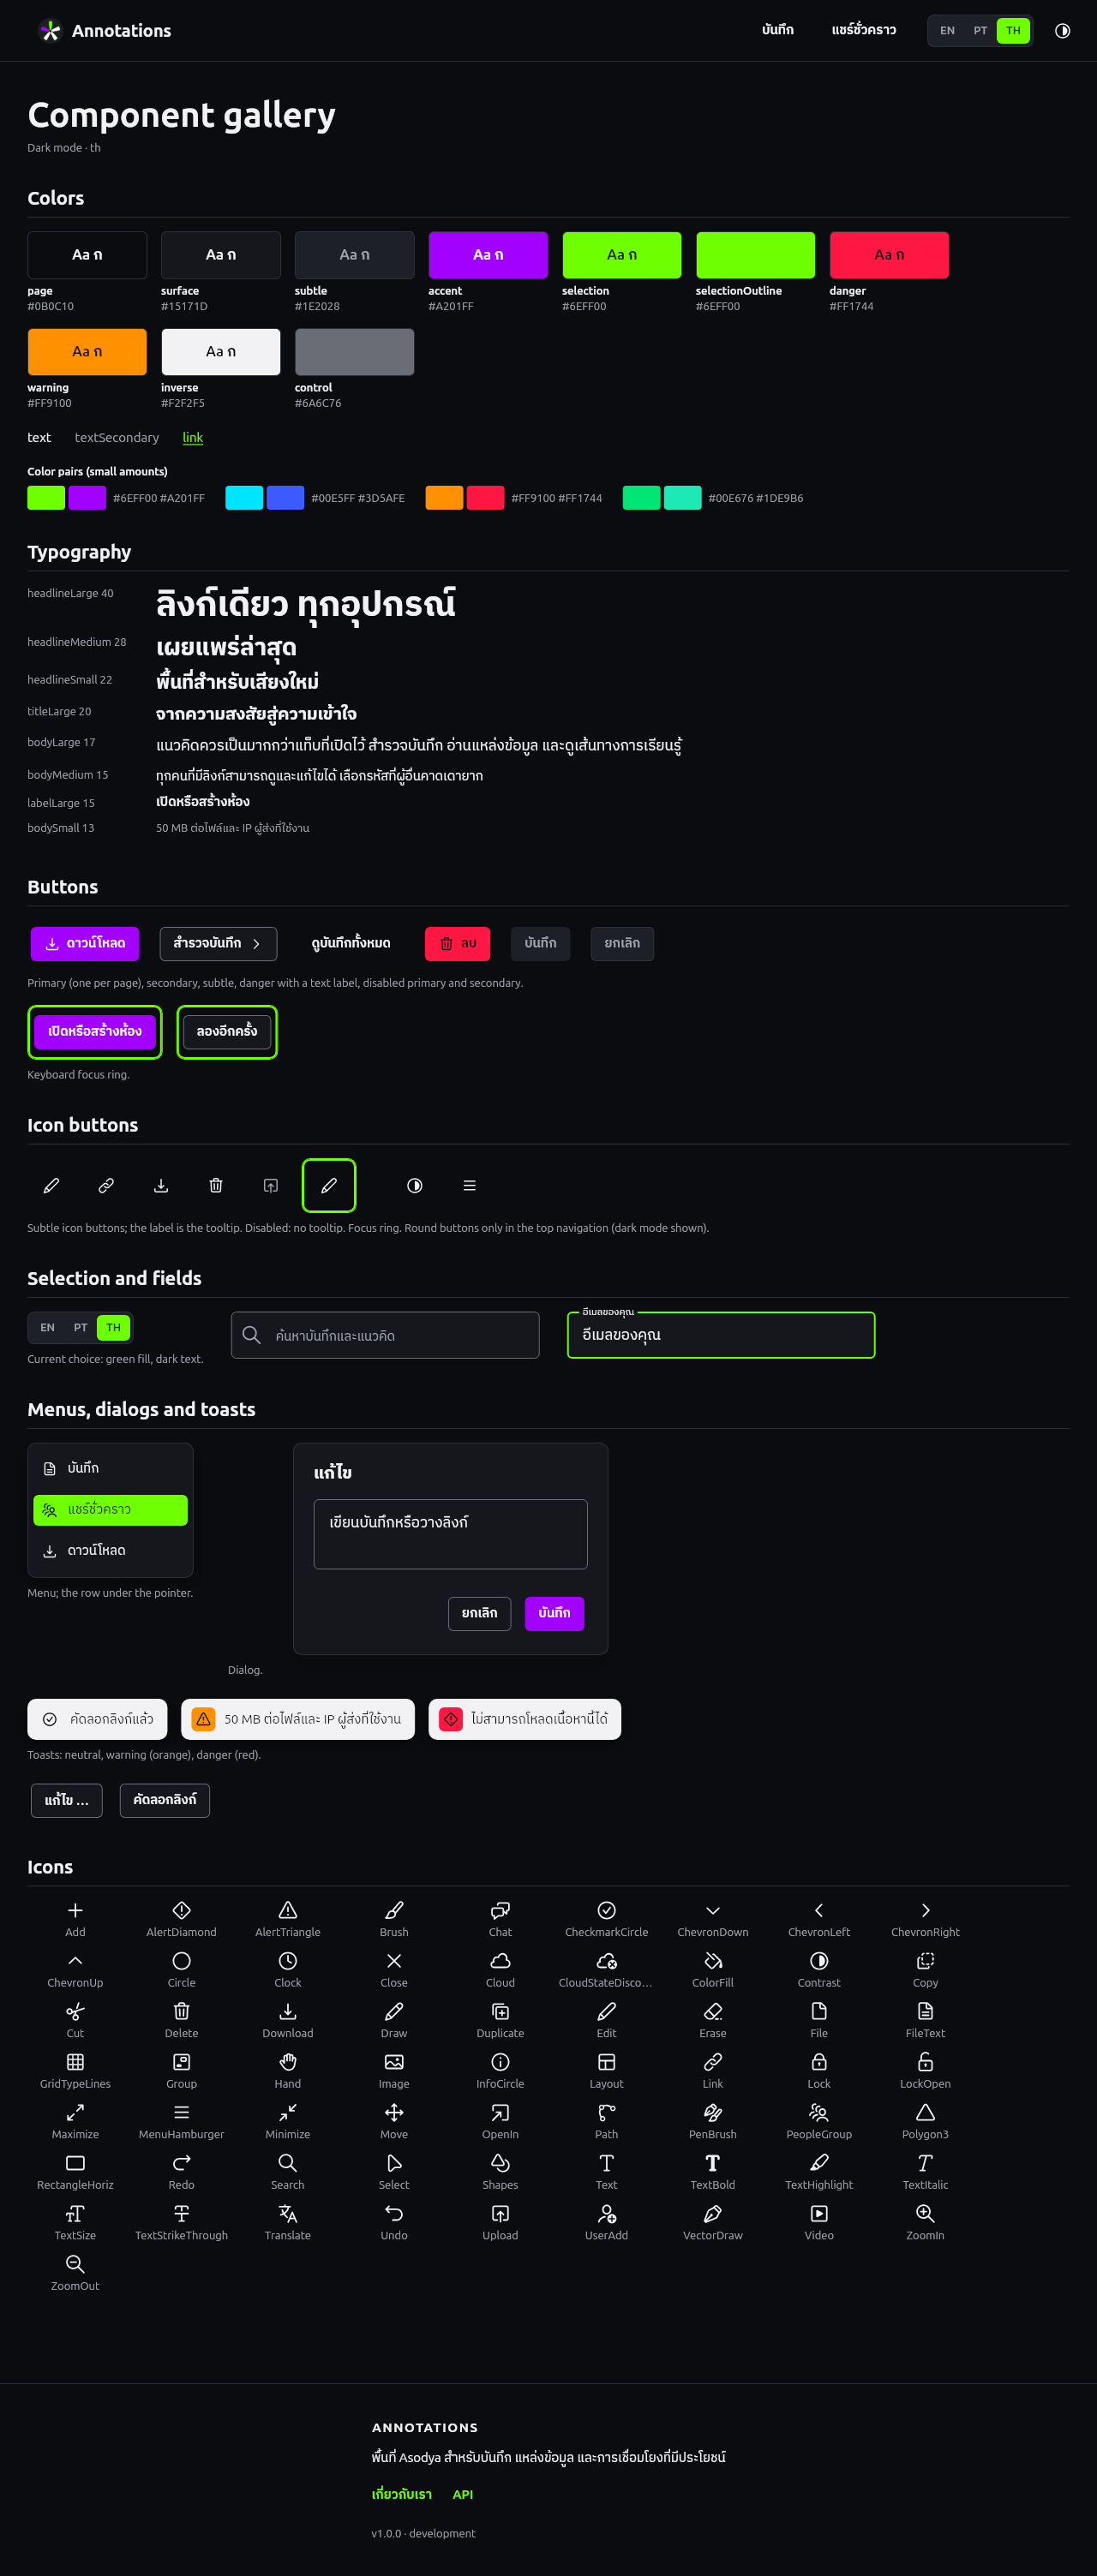 Annotations
บันทึก แชร์ชั่วคราว EN PT TH
Component gallery
Dark mode · th
Colors
Aa ก Aa ก Aa ก Aa ก Aa ก Aa ก
page surface subtle accent selection selectionOutline danger
#0B0C10 #15171D #1E2028 #A201FF #6EFF00 #6EFF00 #FF1744
Aa ก Aa ก
warning inverse control
#FF9100 #F2F2F5 #6A6C76
text textSecondary link
Color pairs (small amounts)
#6EFF00 #A201FF #00E5FF #3D5AFE #FF9100 #FF1744 #00E676 #1DE9B6
Typography
headlineLarge 40 ลิงก์เดียว ทุกอุปกรณ์
headlineMedium 28 เผยแพร่ล่าสุด
headlineSmall 22 พื้นที่สำหรับเสียงใหม่
titleLarge 20 จากความสงสัยสู่ความเข้าใจ
bodyLarge 17 แนวคิดควรเป็นมากกว่าแท็บที่เปิดไว้ สำรวจบันทึก อ่านแหล่งข้อมูล และดูเส้นทางการเรียนรู้
bodyMedium 15 ทุกคนที่มีลิงก์สามารถดูและแก้ไขได้ เลือกรหัสที่ผู้อื่นคาดเดายาก
labelLarge 15 เปิดหรือสร้างห้อง
bodySmall 13 50 MB ต่อไฟล์และ IP ผู้ส่งที่ใช้งาน
Buttons
ดาวน์โหลด สำรวจบันทึก ดูบันทึกทั้งหมด ลบ บันทึก ยกเลิก
Primary (one per page), secondary, subtle, danger with a text label, disabled primary and secondary.
เปิดหรือสร้างห้อง ลองอีกครั้ง
Keyboard focus ring.
Icon buttons
Subtle icon buttons; the label is the tooltip. Disabled: no tooltip. Focus ring. Round buttons only in the top navigation (dark mode shown).
Selection and fields
อีเมลของคุณ
EN PT TH ค้นหาบันทึกและแนวคิด อีเมลของคุณ
Current choice: green fill, dark text.
Menus, dialogs and toasts
บันทึก
แชร์ชั่วคราว
ดาวน์โหลด
Menu; the row under the pointer.
แก้ไข
เขียนบันทึกหรือวางลิงก์
ยกเลิก บันทึก
Dialog.
คัดลอกลิงก์แล้ว 50 MB ต่อไฟล์และ IP ผู้ส่งที่ใช้งาน ไม่สามารถโหลดเนื้อหานี้ได้
Toasts: neutral, warning (orange), danger (red).
แก้ไข ... คัดลอกลิงก์
Icons
Add AlertDiamond AlertTriangle Brush Chat CheckmarkCircle ChevronDown ChevronLeft ChevronRight
ChevronUp Circle Clock Close Cloud CloudStateDisco... ColorFill Contrast Copy
Cut Delete Download Draw Duplicate Edit Erase File FileText
GridTypeLines Group Hand Image InfoCircle Layout Link Lock LockOpen
Maximize MenuHamburger Minimize Move OpenIn Path PenBrush PeopleGroup Polygon3
RectangleHoriz Redo Search Select Shapes Text TextBold TextHighlight TextItalic
TextSize TextStrikeThrough Translate Undo Upload UserAdd VectorDraw Video ZoomIn
ZoomOut
ANNOTATIONS
พื้นที่ Asodya สำหรับบันทึก แหล่งข้อมูล และการเชื่อมโยงที่มีประโยชน์
เกี่ยวกับเรา API
v1.0.0 · development